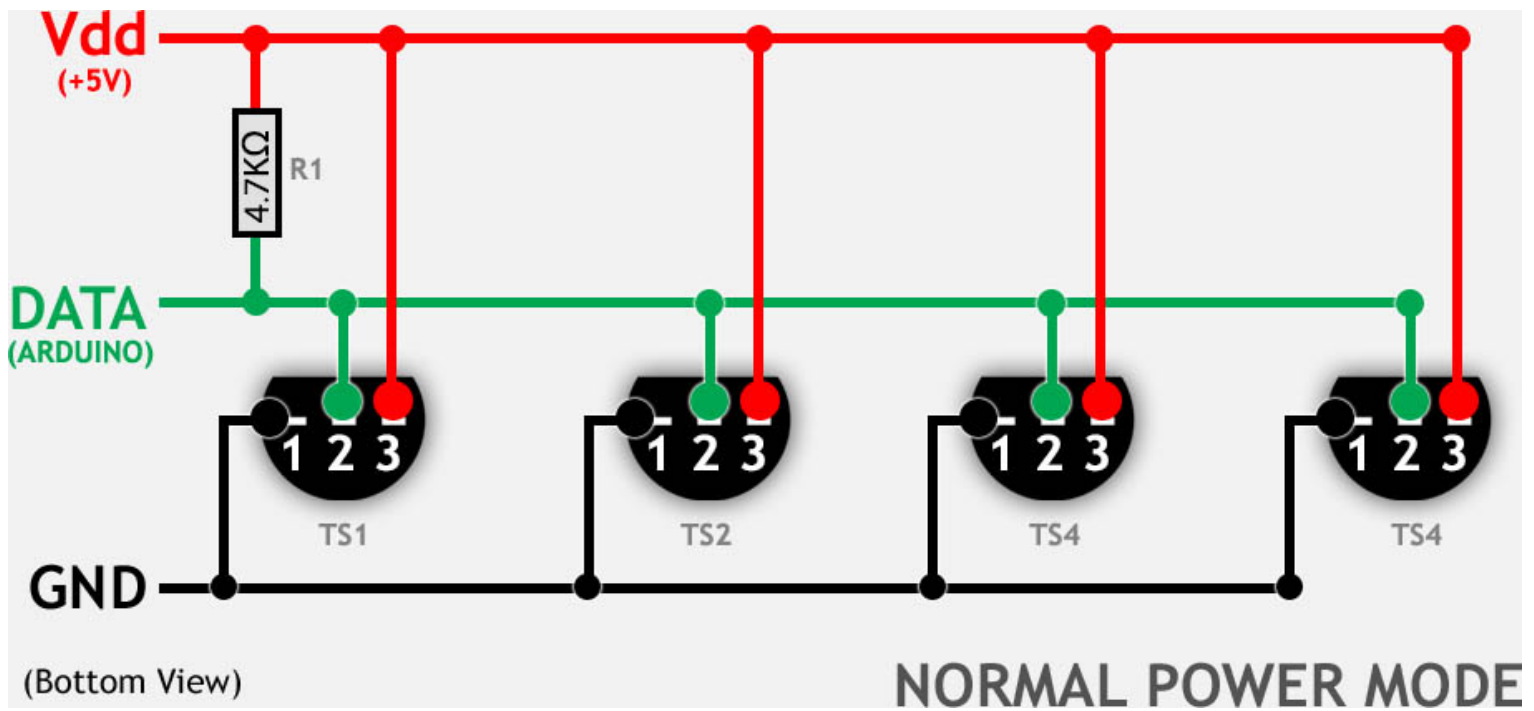 Vdd
(+5V)
4.7KΩ
R1
DATA
(ARDUINO)
1 2 3
1 2 3
1 2 3
1 2 3
TS1
TS2
TS4
TS4
GND
(Bottom View)
NORMAL POWER MODE